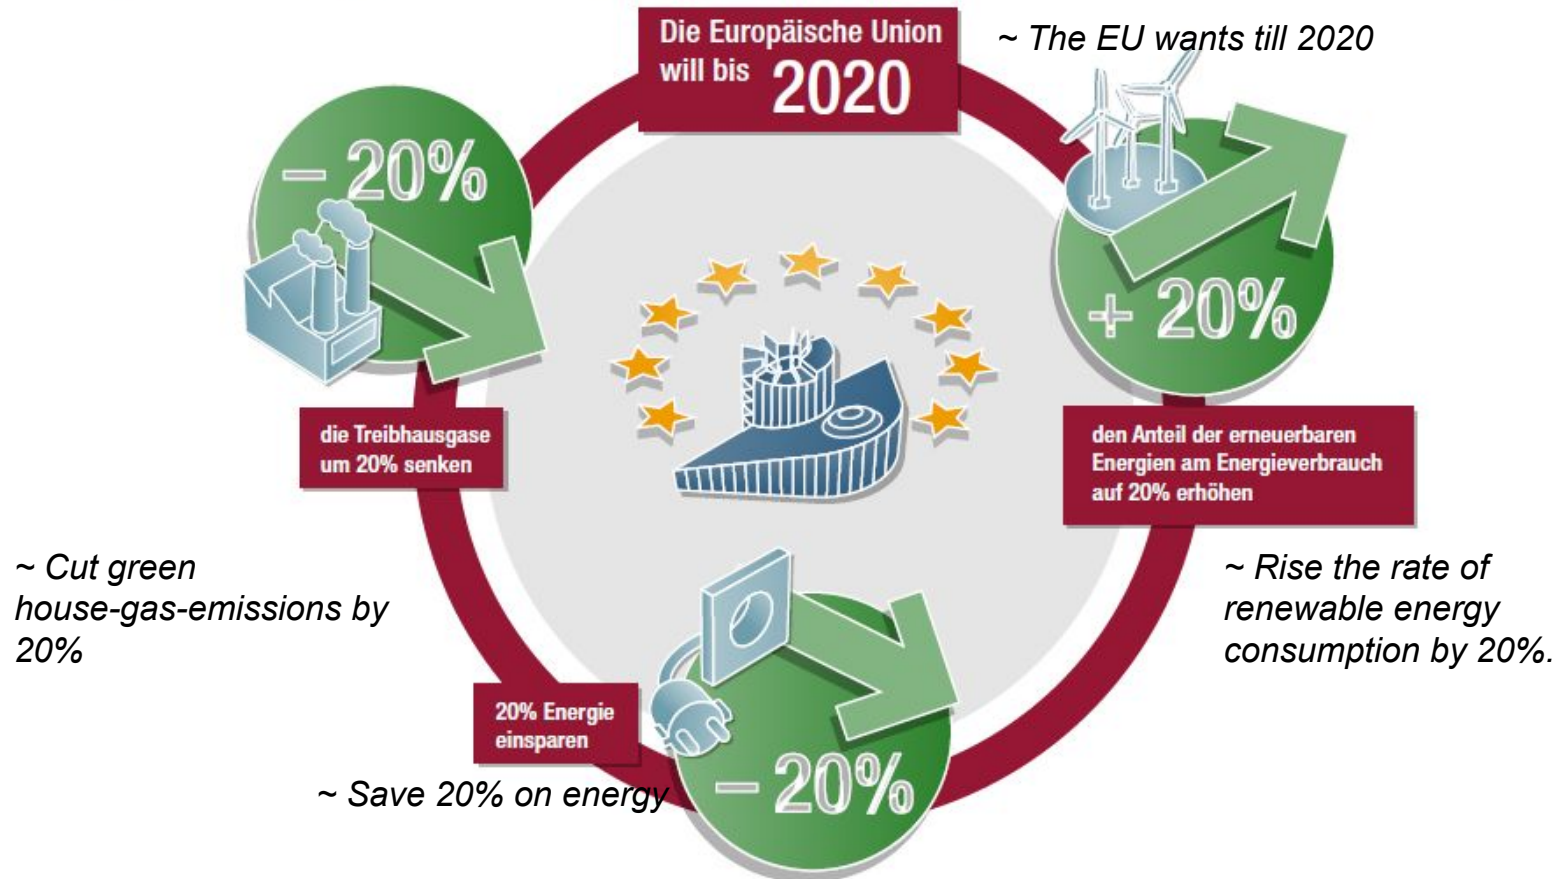 Die Europäische Union
will bis 2020
~ The EU wants till 2020
– 20%
die Treibhausgase
um 20% senken
~ Cut green
house-gas-emissions by
20%
+ 20%
den Anteil der erneuerbaren
Energien am Energieverbrauch
auf 20% erhöhen
~ Rise the rate of
renewable energy
consumption by 20%.
20% Energie
einsparen
~ Save 20% on energy
– 20%